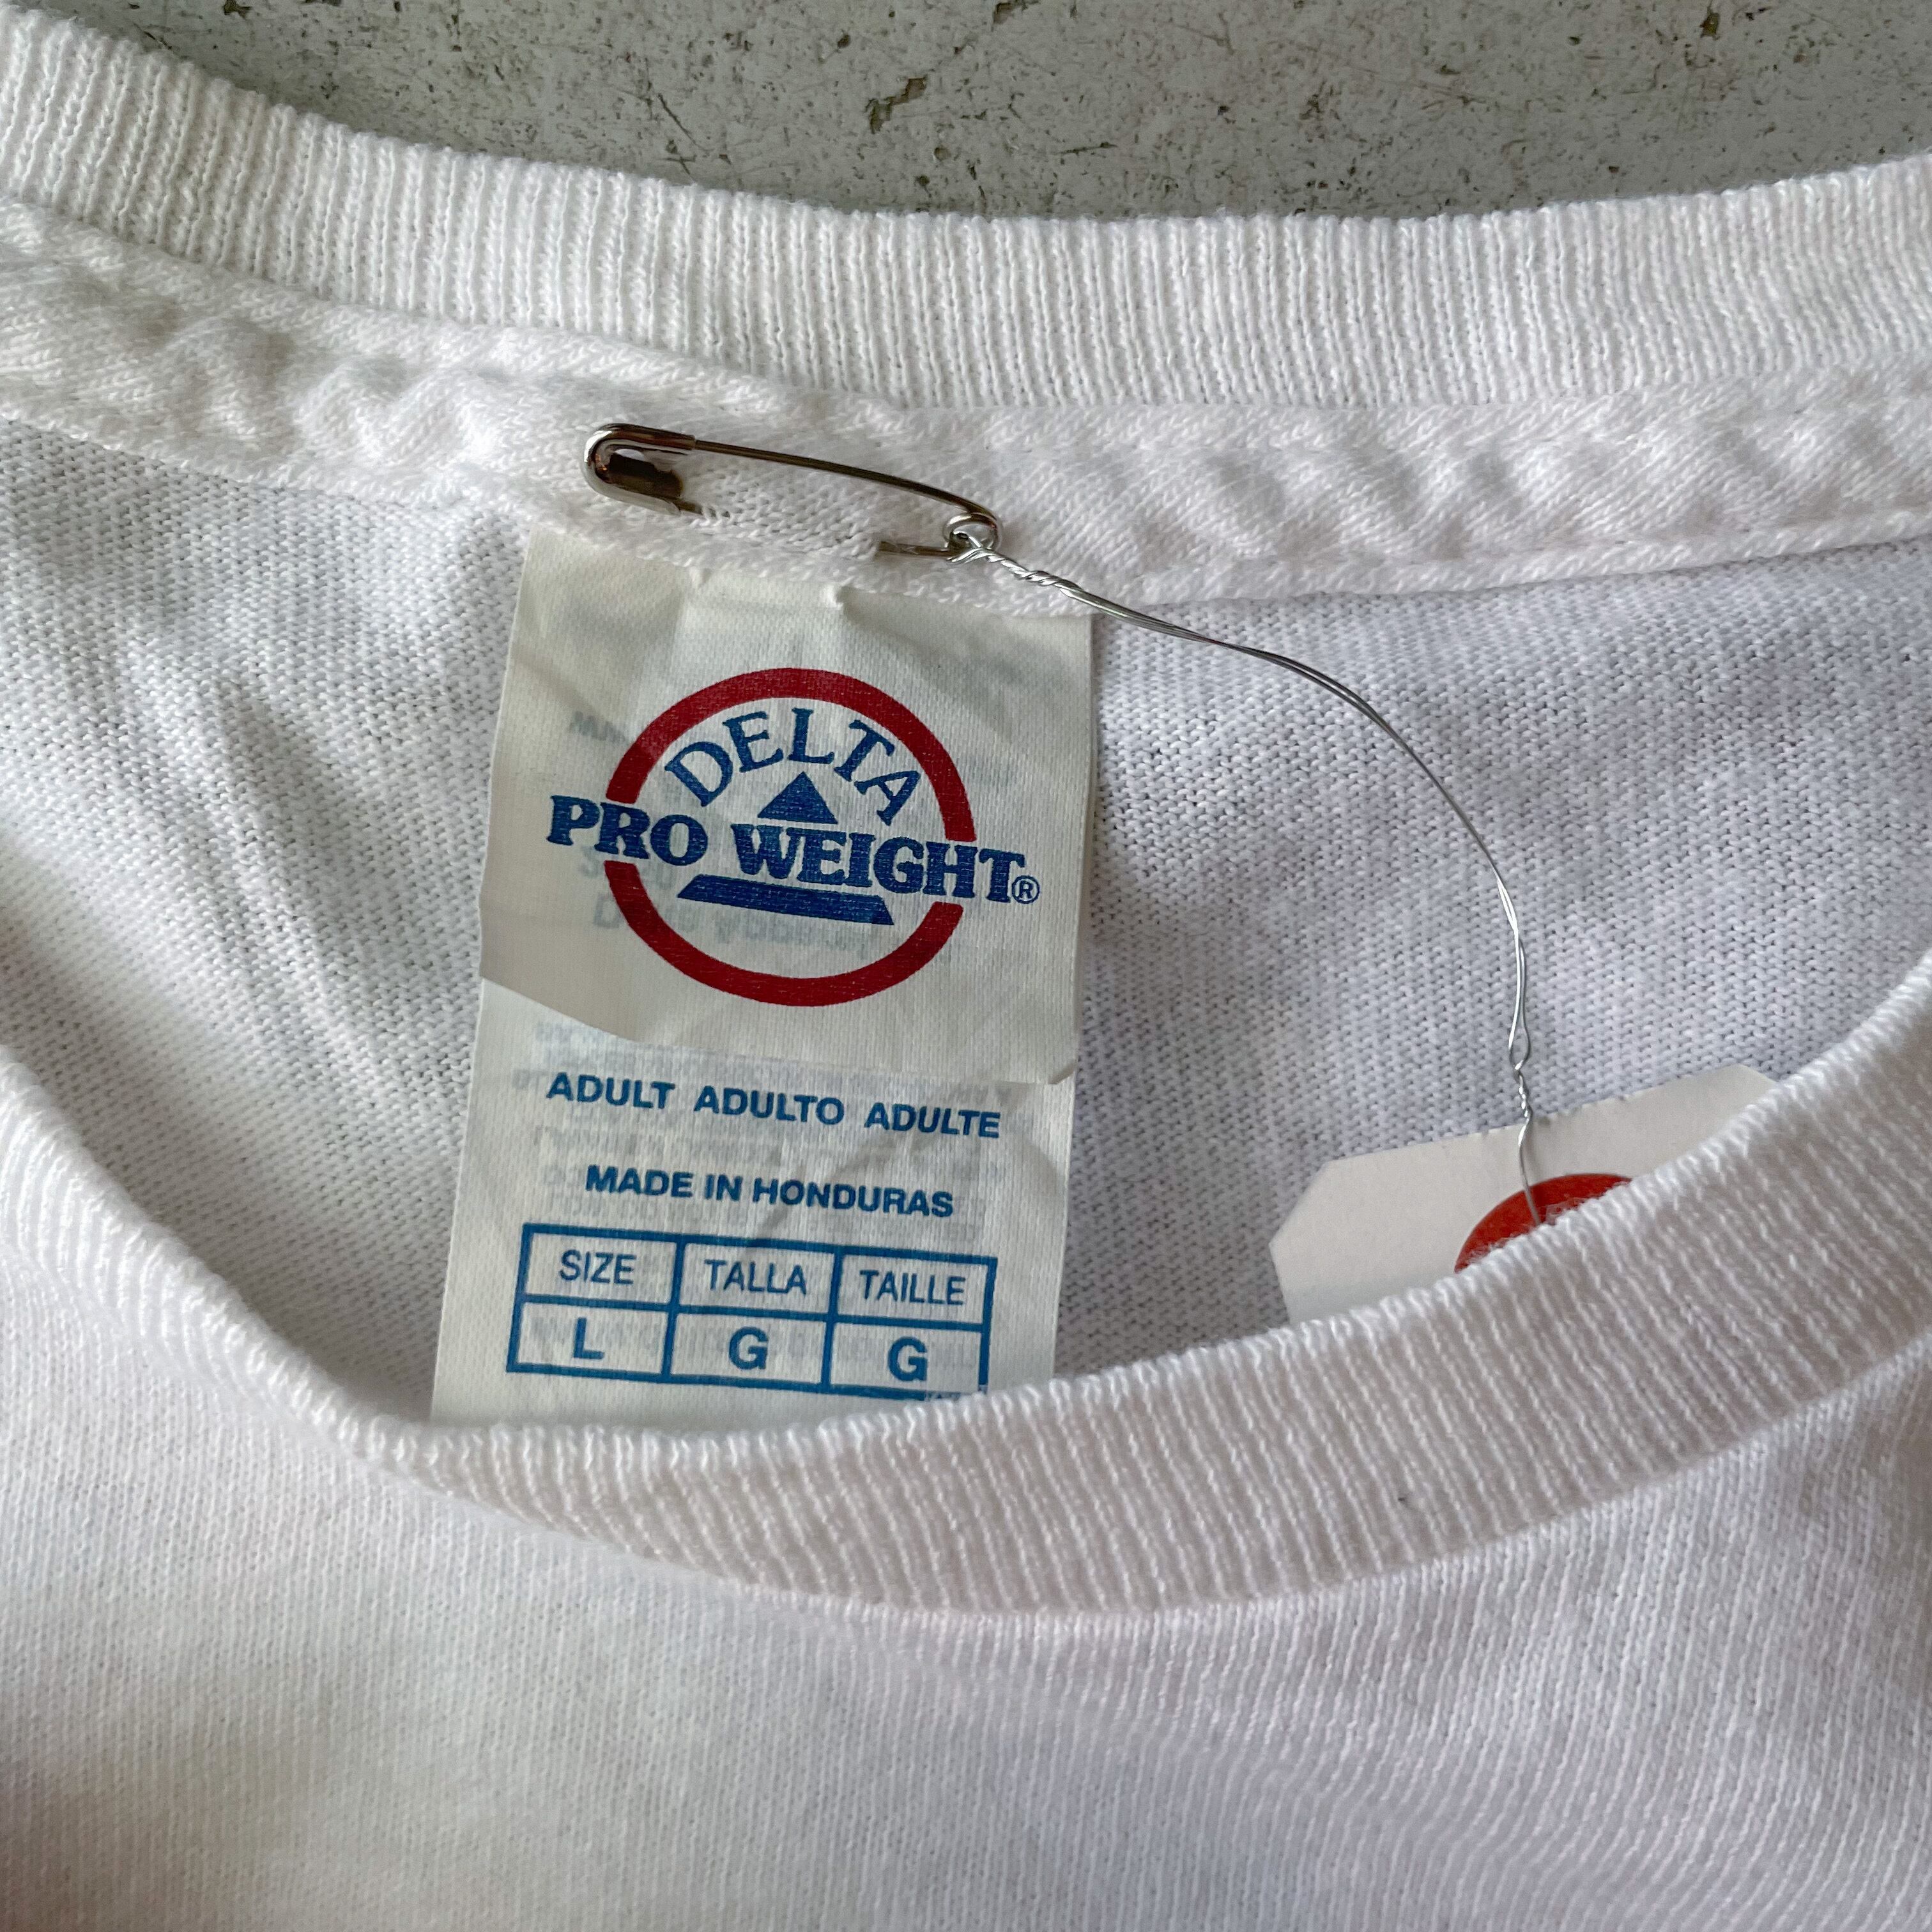 DELTA
PRO WEIGHT®
ADULT ADULTO ADULTE
MADE IN HONDURAS
SIZE TALLA TAILLE
L G G